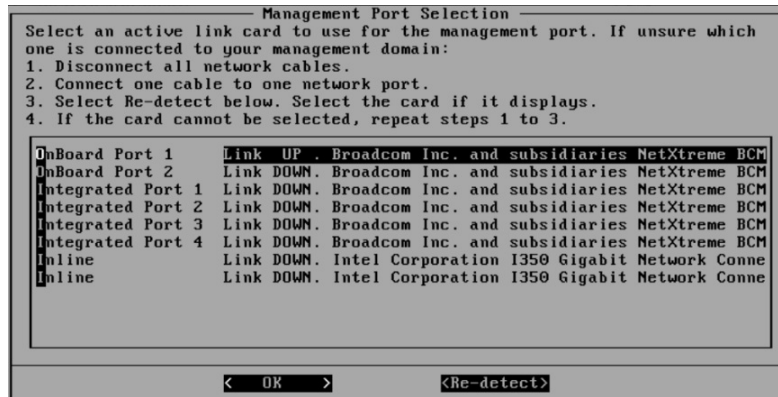 Management Port Selection
Select an active link card to use for the management port. If unsure which
one is connected to your management domain:
1. Disconnect all network cables.
2. Connect one cable to one network port.
3. Select Re-detect below. Select the card if it displays.
4. If the card cannot be selected, repeat steps 1 to 3.
OnBoard Port 1 Link UP . Broadcom Inc. and subsidiaries NetXtreme BCM
OnBoard Port 2 Link DOWN. Broadcom Inc. and subsidiaries NetXtreme BCM
Integrated Port 1 Link DOWN. Broadcom Inc. and subsidiaries NetXtreme BCM
Integrated Port 2 Link DOWN. Broadcom Inc. and subsidiaries NetXtreme BCM
Integrated Port 3 Link DOWN. Broadcom Inc. and subsidiaries NetXtreme BCM
Integrated Port 4 Link DOWN. Broadcom Inc. and subsidiaries NetXtreme BCM
Inline Link DOWN. Intel Corporation I350 Gigabit Network Conne
Inline Link DOWN. Intel Corporation I350 Gigabit Network Conne
< OK > <Re-detect>